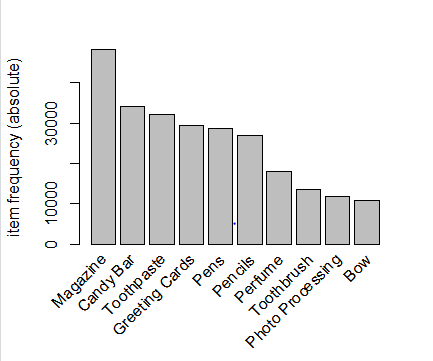 item frequency (absolute)
30000
10000
0
Magazine
Candy Bar
Toothpaste
Greeting Cards
Pens
Pencils
Perfume
Toothbrush
Photo Processing
Bow